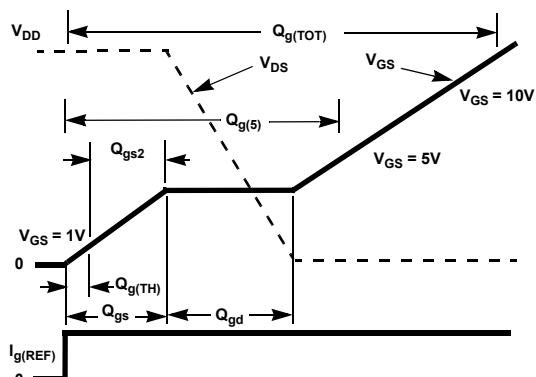 V_DD
Q_g(TOT)
V_DS
V_GS
V_GS = 10V
Q_g(5)
Q_gs2
V_GS = 5V
V_GS = 1V
0
Q_g(TH)
Q_gs
Q_gd
I_g(REF)
0